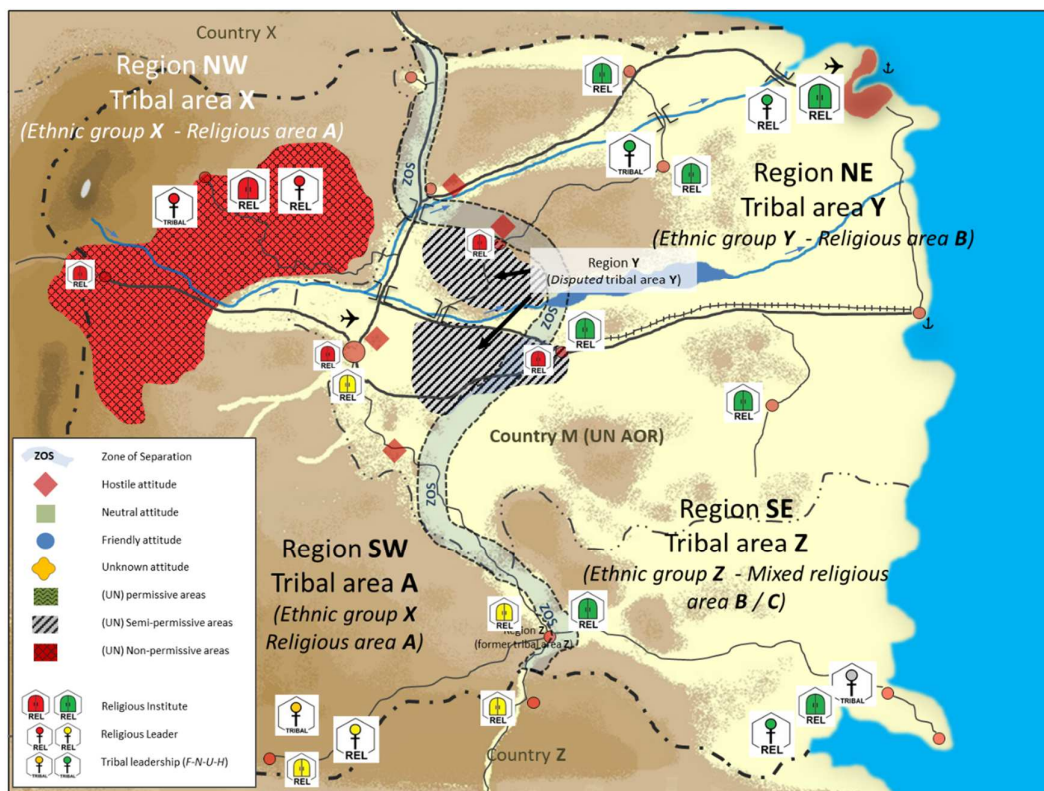 Country X
Region NW
Tribal area X
(Ethnic group X - Religious area A)
ZOS
REL
REL
REL
TRIBAL
REL
Region NE
Tribal area Y
(Ethnic group Y - Religious area B)
TRIBAL
REL
REL
REL
REL
Region Y
(Disputed tribal area Y)
ZOS
REL
REL
REL
REL
REL
Country M (UN AOR)
ZOS
Region SE
Tribal area Z
(Ethnic group Z - Mixed religious
area B / C)
Region SW
Tribal area A
(Ethnic group X
Religious area A)
REL
ZOS
REL
Region Z
(former tribal area Z)
TRIBAL
REL
REL
REL
TRIBAL
REL
REL
Country Z
ZOS Zone of Separation
Hostile attitude
Neutral attitude
Friendly attitude
Unknown attitude
(UN) permissive areas
(UN) Semi-permissive areas
(UN) Non-permissive areas
REL REL Religious Institute
REL REL Religious Leader
TRIBAL TRIBAL Tribal leadership (F-N-U-H)